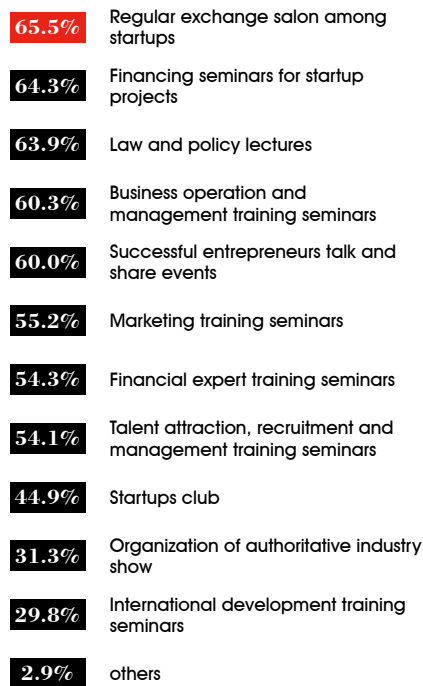 65.5%
Regular exchange salon among
startups
64.3%
Financing seminars for startup
projects
63.9%
Law and policy lectures
60.3%
Business operation and
management training seminars
60.0%
Successful entrepreneurs talk and
share events
55.2%
Marketing training seminars
54.3%
Financial expert training seminars
54.1%
Talent attraction, recruitment and
management training seminars
44.9%
Startups club
31.3%
Organization of authoritative industry
show
29.8%
International development training
seminars
2.9%
others